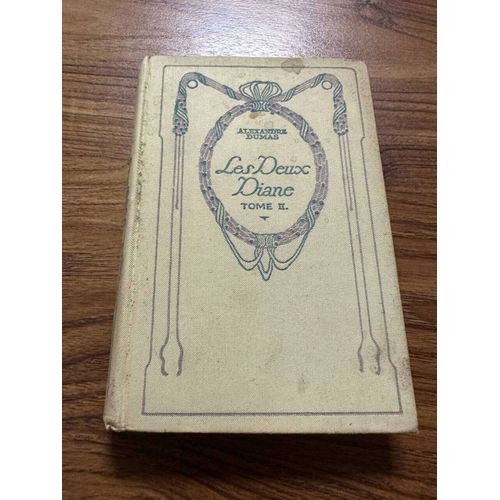 ALEXANDRE
DUMAS
Les Deux
Diane
TOME II.